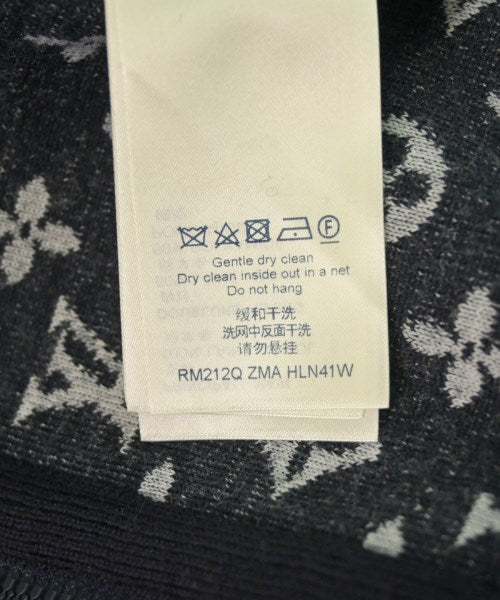 F
Gentle dry clean
Dry clean inside out in a net
Do not hang
缓和干洗
洗网中反面干洗
请勿悬挂
RM212Q ZMA HLN41W